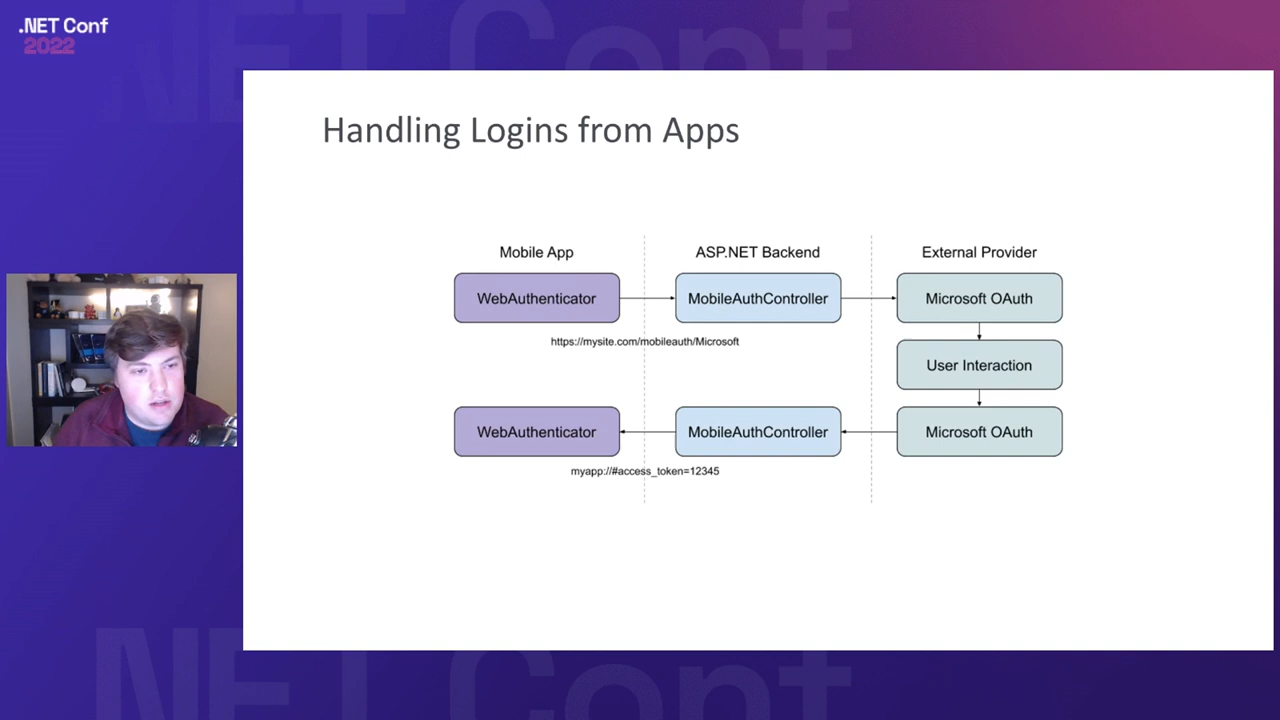 .NET Conf
2022
Handling Logins from Apps
Mobile App
ASP.NET Backend
External Provider
WebAuthenticator
MobileAuthController
Microsoft OAuth
https://mysite.com/mobileauth/Microsoft
User Interaction
WebAuthenticator
MobileAuthController
Microsoft OAuth
myapp://#access_token=12345